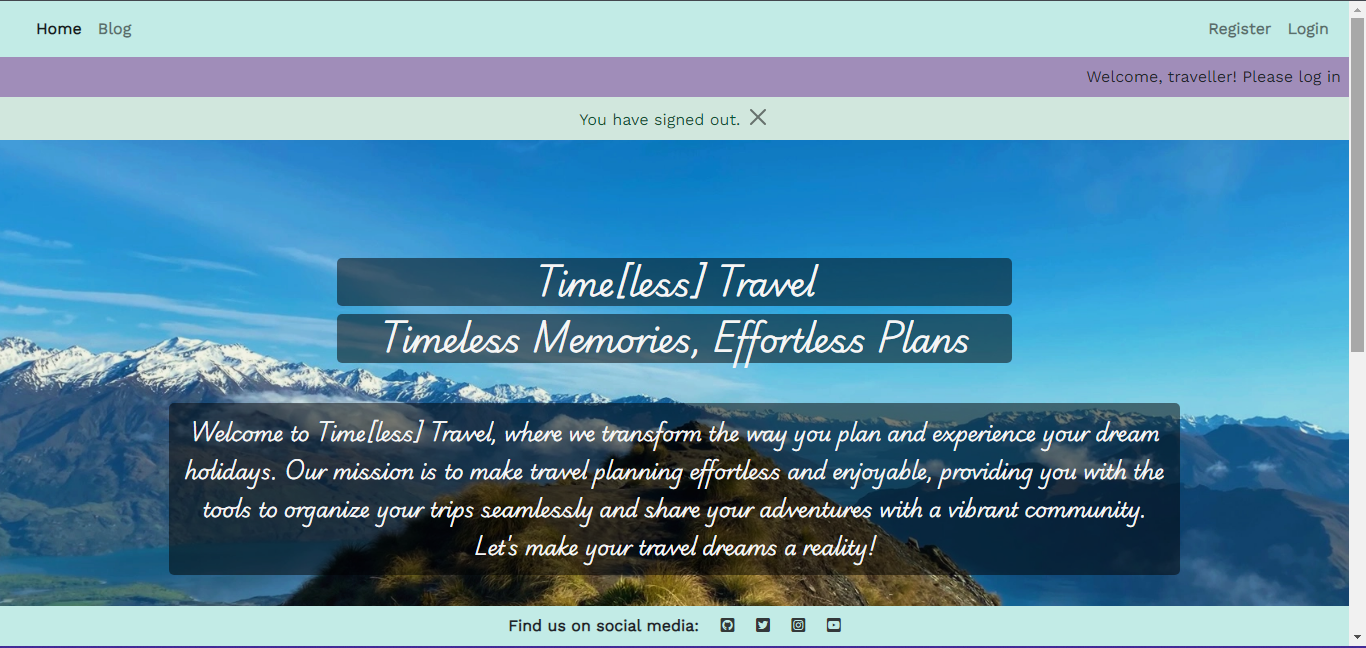 Home Blog Register Login
Welcome, traveller! Please log in
You have signed out.
Time[less] Travel
Timeless Memories, Effortless Plans
Welcome to Time[less] Travel, where we transform the way you plan and experience your dream
holidays. Our mission is to make travel planning effortless and enjoyable, providing you with the
tools to organize your trips seamlessly and share your adventures with a vibrant community.
Let's make your travel dreams a reality!
Find us on social media: